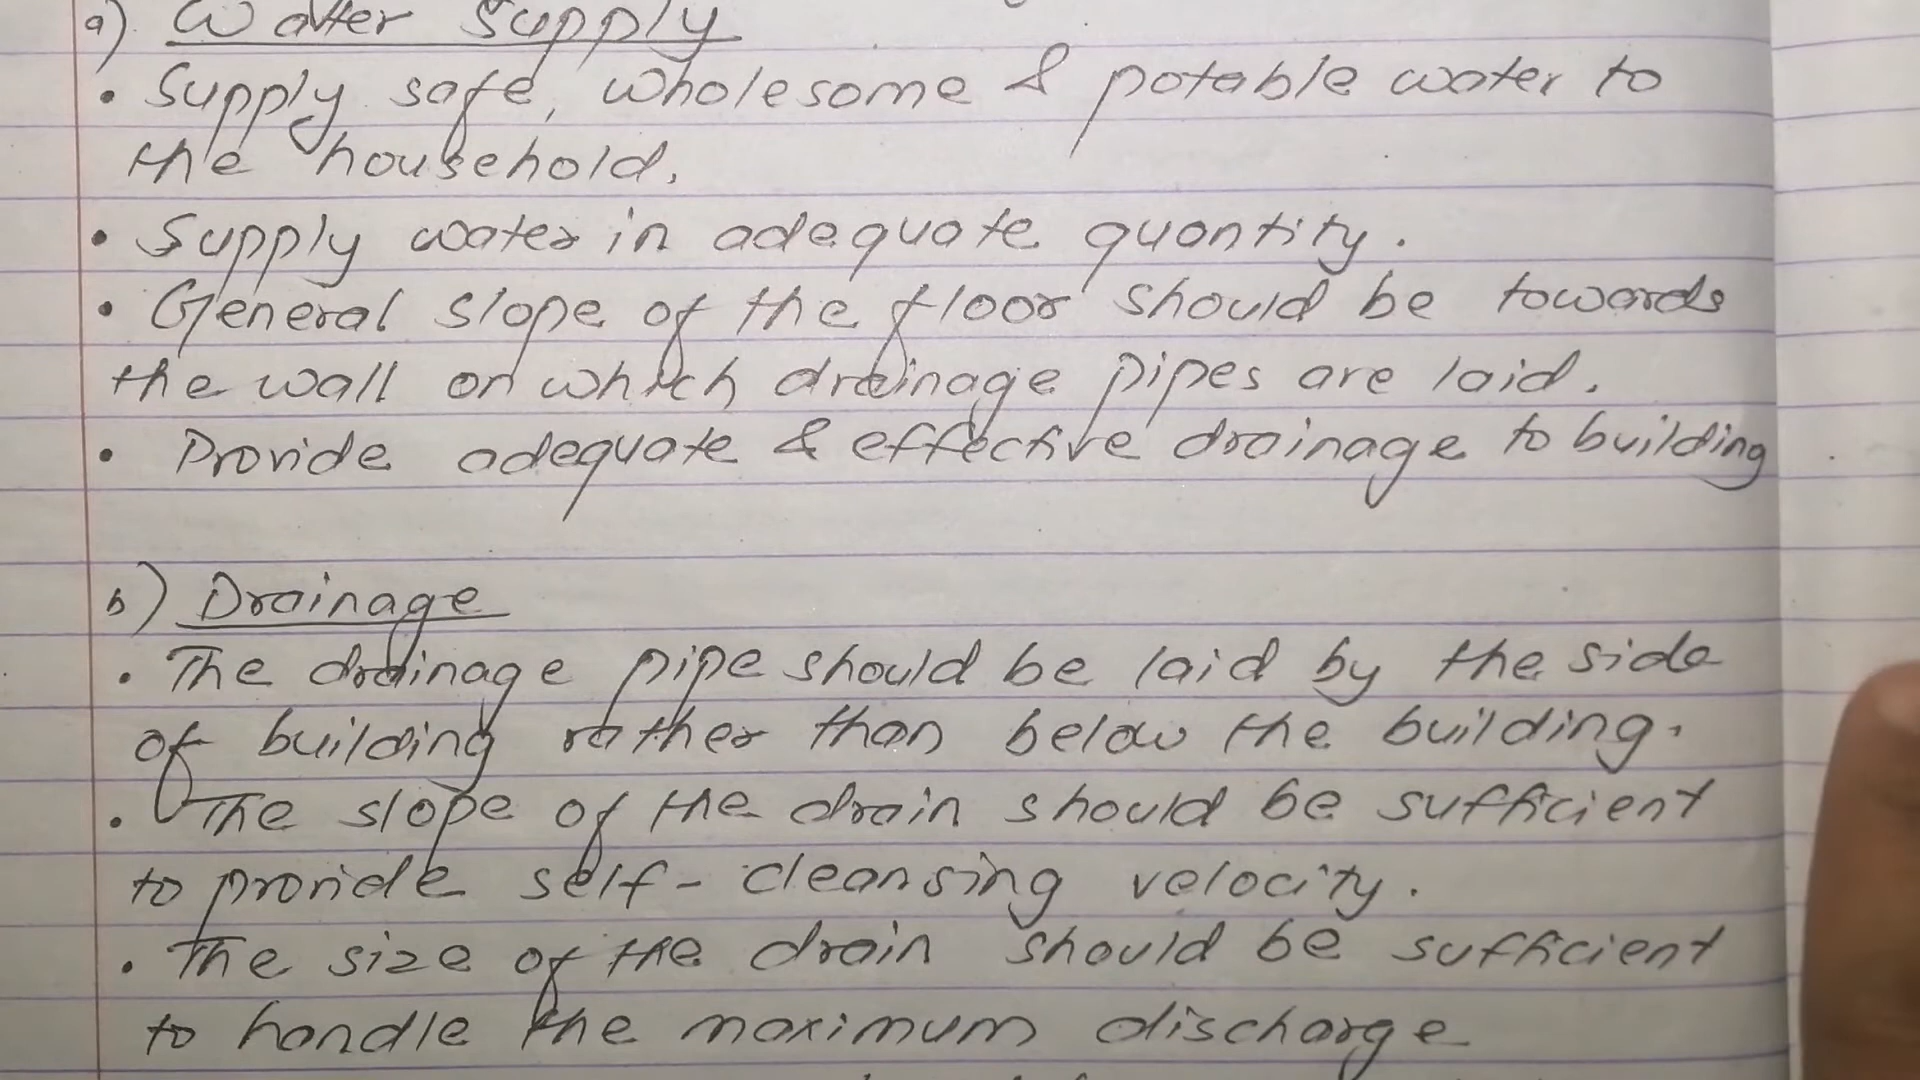 a) Water Supply
• Supply safe, wholesome & potable water to
the household.
• Supply water in adequate quantity.
• General slope of the floor should be towards
the wall on which drainage pipes are laid.
• Provide adequate & effective drainage to building
b) Drainage
• The drainage pipe should be laid by the side
of building rather than below the building.
• The slope of the drain should be sufficient
to provide self-cleansing velocity.
• The size of the drain should be sufficient
to handle the maximum discharge